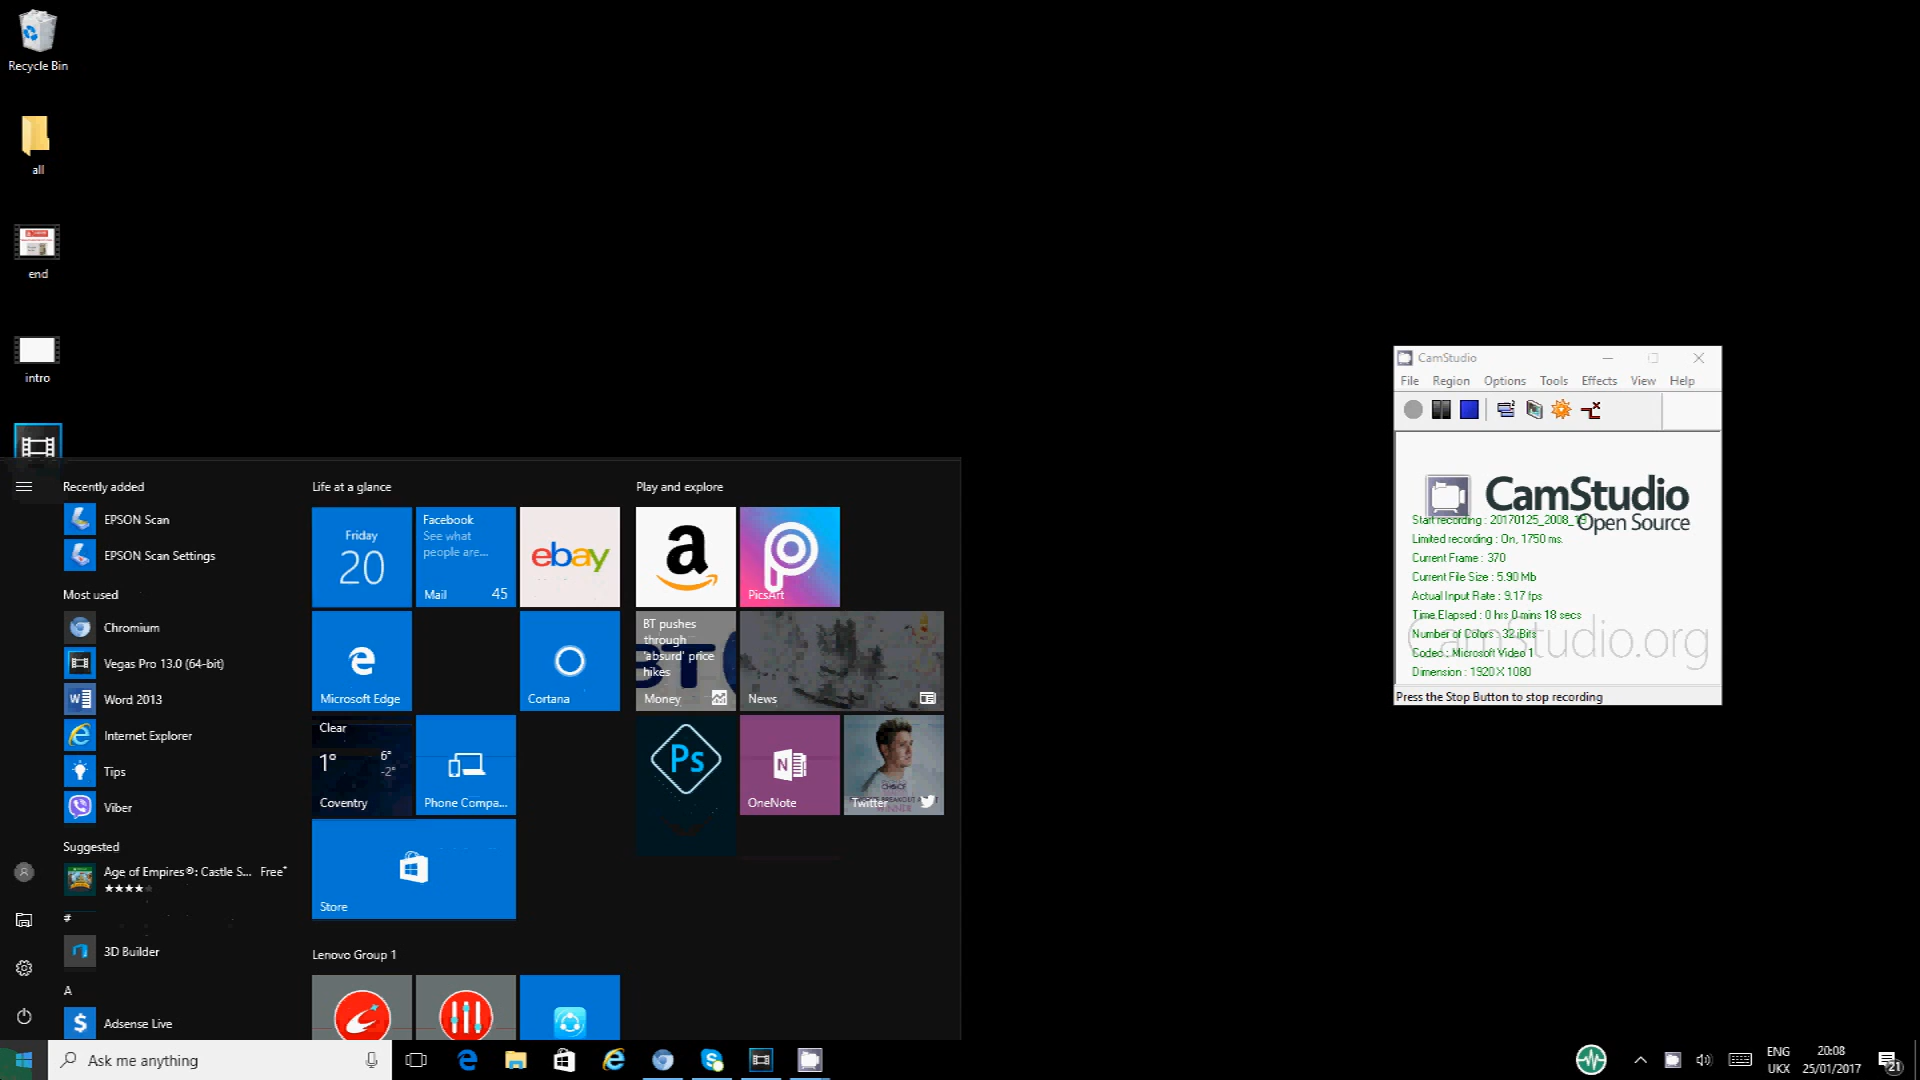 Recycle Bin
all
end
intro
Recently added
EPSON Scan
EPSON Scan Settings
Most used
Chromium
Vegas Pro 13.0 (64-bit)
Word 2013
Internet Explorer
Tips
Viber
Suggested
Age of Empires®: Castle S... Free*
#
3D Builder
A
Adsense Live
Life at a glance
Friday
20
Facebook
See what
people are...
Mail 45
ebay
Microsoft Edge
Cortana
Clear
1° 6°
-2°
Coventry
Phone Compa...
Store
Lenovo Group 1
Play and explore
a
PicsArt
BT pushes
through
'absurd' price
hikes
Money
News
Ps
N
OneNote
CHOICE
Twitter
CamStudio
File Region Options Tools Effects View Help
CamStudio
Open Source
Start recording : 20170125_2008_1
Limited recording : On, 1750 ms.
Current Frame : 370
Current File Size : 5.90 Mb
Actual Input Rate : 9.17 fps
Time Elapsed : 0 hrs 0 mins 18 secs
Number of Colors : 32 Bits
CamStudio.org
Codec : Microsoft Video 1
Dimension : 1920 X 1080
Press the Stop Button to stop recording
Ask me anything
ENG
UKX
20:08
25/01/2017
21